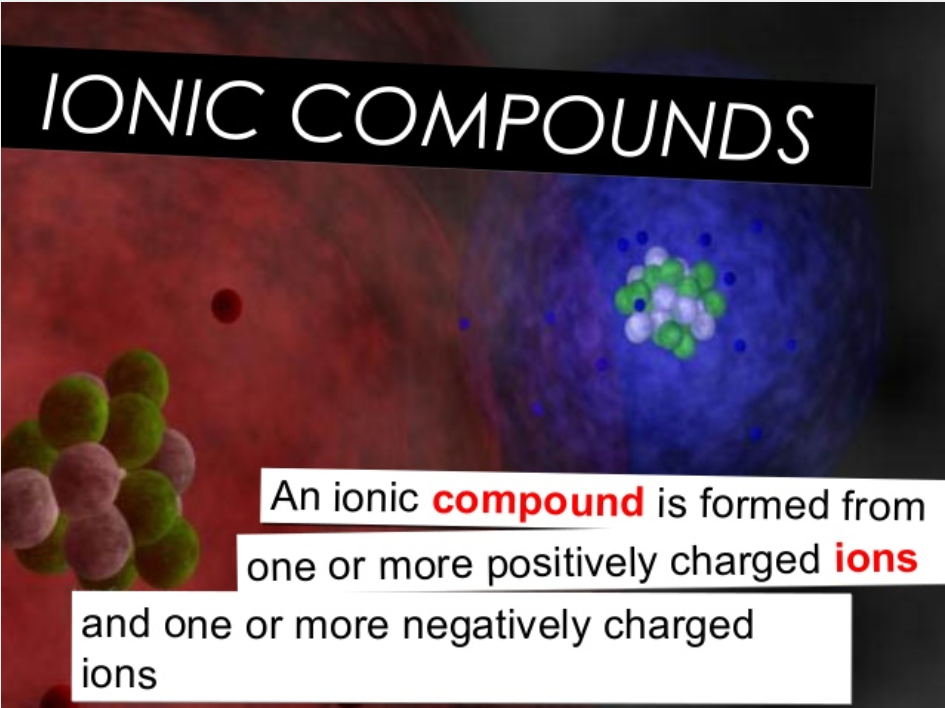 IONIC COMPOUNDS
An ionic compound is formed from
one or more positively charged ions
and one or more negatively charged
ions